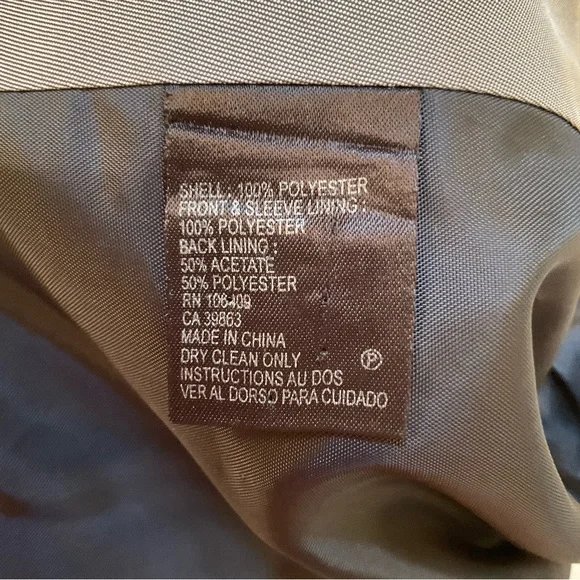 SHELL : 100% POLYESTER
FRONT & SLEEVE LINING :
100% POLYESTER
BACK LINING :
50% ACETATE
50% POLYESTER
RN 106409
CA 39863
MADE IN CHINA
DRY CLEAN ONLY P
INSTRUCTIONS AU DOS
VER AL DORSO PARA CUIDADO